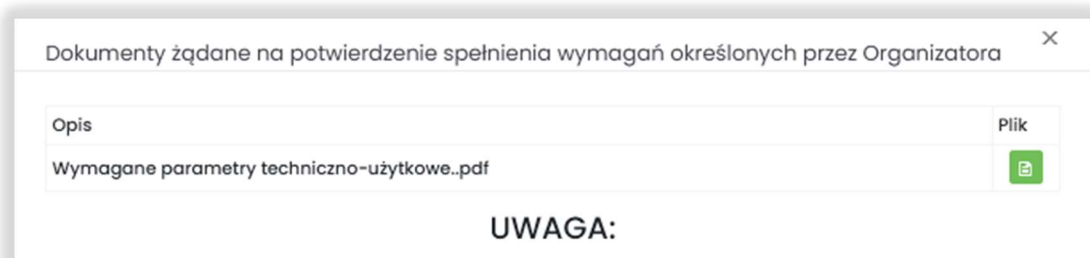 Dokumenty żądane na potwierdzenie spełnienia wymagań określonych przez Organizatora
Opis Plik
Wymagane parametry techniczno-użytkowe..pdf
UWAGA: